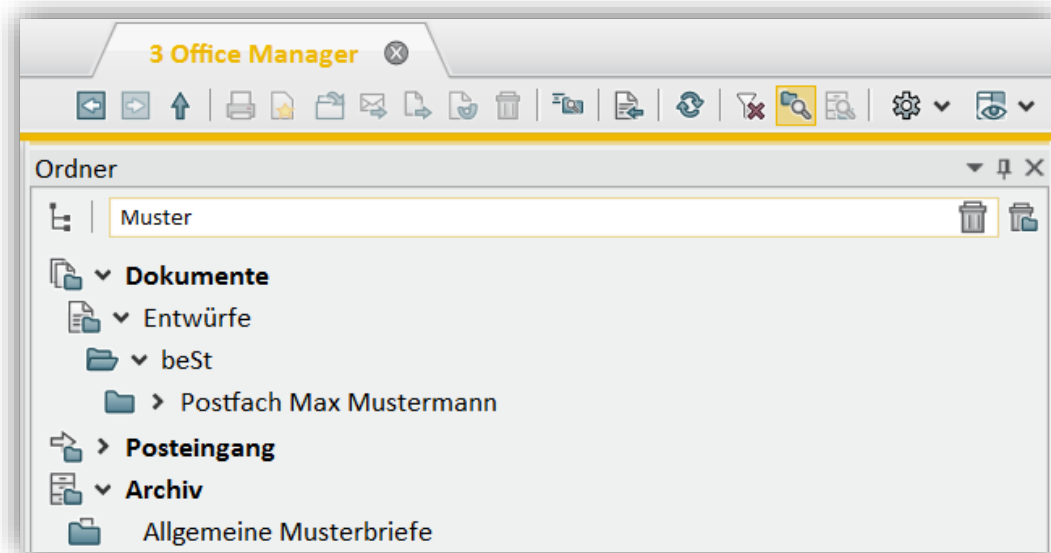 3 Office Manager
Ordner
Muster
Dokumente
Entwürfe
beSt
Postfach Max Mustermann
Posteingang
Archiv
Allgemeine Musterbriefe